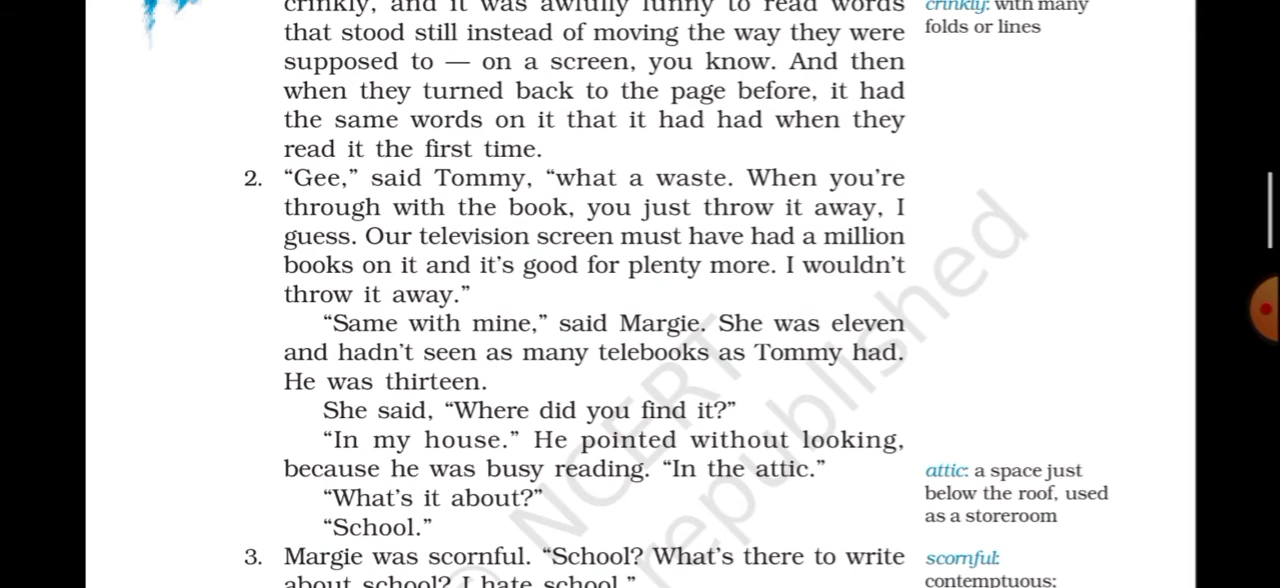 crinkly, and it was awfully funny to read words
that stood still instead of moving the way they were
supposed to — on a screen, you know. And then
when they turned back to the page before, it had
the same words on it that it had had when they
read it the first time.
crinkly: with many
folds or lines
2. “Gee,” said Tommy, “what a waste. When you’re
through with the book, you just throw it away, I
guess. Our television screen must have had a million
books on it and it’s good for plenty more. I wouldn’t
throw it away.”
“Same with mine,” said Margie. She was eleven
and hadn’t seen as many telebooks as Tommy had.
He was thirteen.
She said, “Where did you find it?”
“In my house.” He pointed without looking,
because he was busy reading. “In the attic.”
“What’s it about?”
“School.”
attic: a space just
below the roof, used
as a storeroom
3. Margie was scornful. “School? What’s there to write
about school? I hate school.”
scornful:
contemptuous;
© NCERT
republished